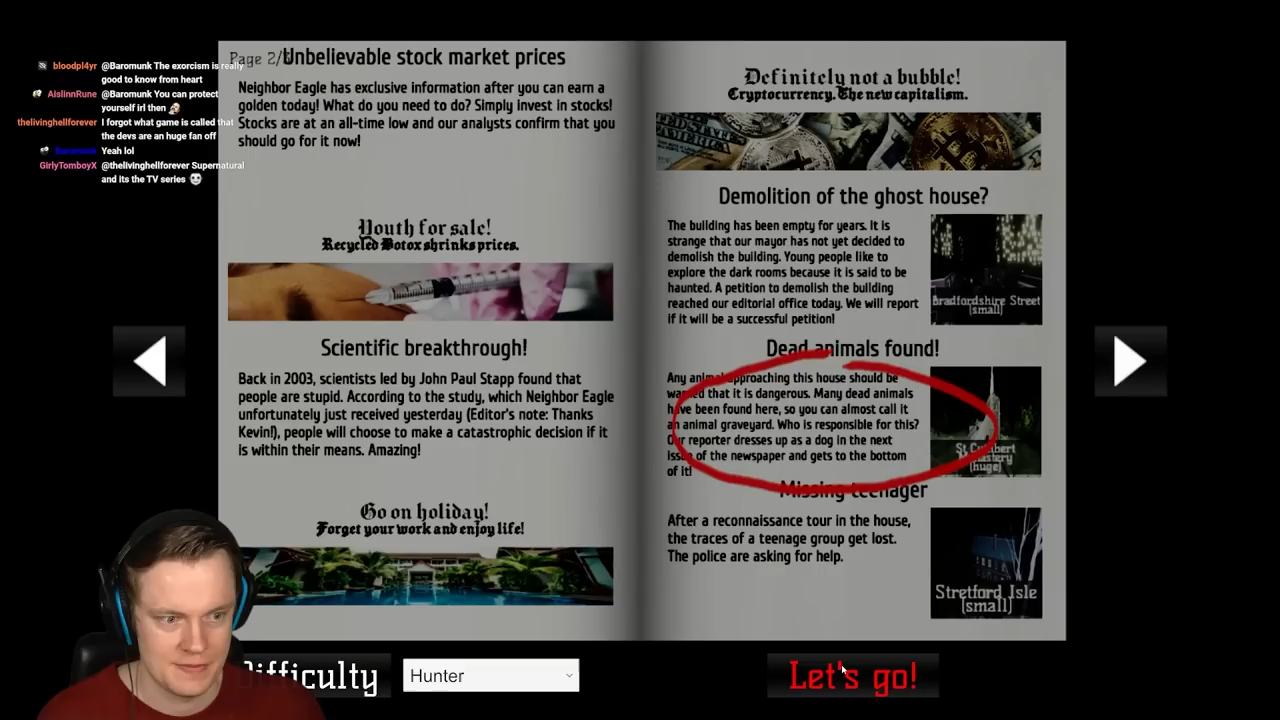 bloodpl4yr @Baromunk The exorcism is really
good to know from heart
AislinnRune @Baromunk You can protect
yourself irl then
thelivinghellforever I forgot what game is called that
the devs are an huge fan off
Baromunk Yeah lol
GirlyTomboyX @thelivinghellforever Supernatural
and its the TV series
Page 2/
Unbelievable stock market prices
Neighbor Eagle has exclusive information after you can earn a
golden today! What do you need to do? Simply invest in stocks!
Stocks are at an all-time low and our analysts confirm that you
should go for it now!
Youth for sale!
Recycled Botox shrinks prices.
Scientific breakthrough!
Back in 2003, scientists led by John Paul Stapp found that
people are stupid. According to the study, which Neighbor Eagle
unfortunately just received yesterday (Editor's note: Thanks
Kevin!), people will choose to make a catastrophic decision if it
is within their means. Amazing!
Go on holiday!
Forget your work and enjoy life!
Definitely not a bubble!
Cryptocurrency. The new capitalism.
Demolition of the ghost house?
The building has been empty for years. It is
strange that our mayor has not yet decided to
demolish the building. Young people like to
explore the dark rooms because it is said to be
haunted. A petition to demolish the building
reached our editorial office today. We will report
if it will be a successful petition!
Bradfordshire Street
(small)
Dead animals found!
Any animal approaching this house should be
warned that it is dangerous. Many dead animals
have been found here, so you can almost call it
an animal graveyard. Who is responsible for this?
Our reporter dresses up as a dog in the next
issue of the newspaper and gets to the bottom
of it!
St Cuthbert
Monastery
(huge)
Missing teenager
After a reconnaissance tour in the house,
the traces of a teenage group get lost.
The police are asking for help.
Stretford Isle
(small)
Difficulty
Hunter
Let's go!